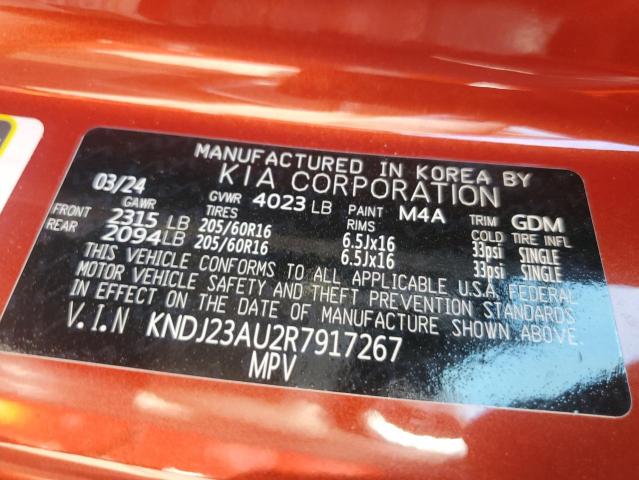 MANUFACTURED IN KOREA BY
KIA CORPORATION
03/24
GAWR GVWR 4023 LB PAINT M4A TRIM GDM
TIRES RIMS COLD TIRE INFL
FRONT 2315 LB 205/60R16 6.5Jx16 33psi SINGLE
REAR 2094LB 205/60R16 6.5Jx16 33psi SINGLE
THIS VEHICLE CONFORMS TO ALL APPLICABLE U.S.A. FEDERAL
MOTOR VEHICLE SAFETY AND THEFT PREVENTION STANDARDS
IN EFFECT ON THE DATE OF MANUFACTURE SHOWN ABOVE.
V.I.N KNDJ23AU2R7917267
MPV